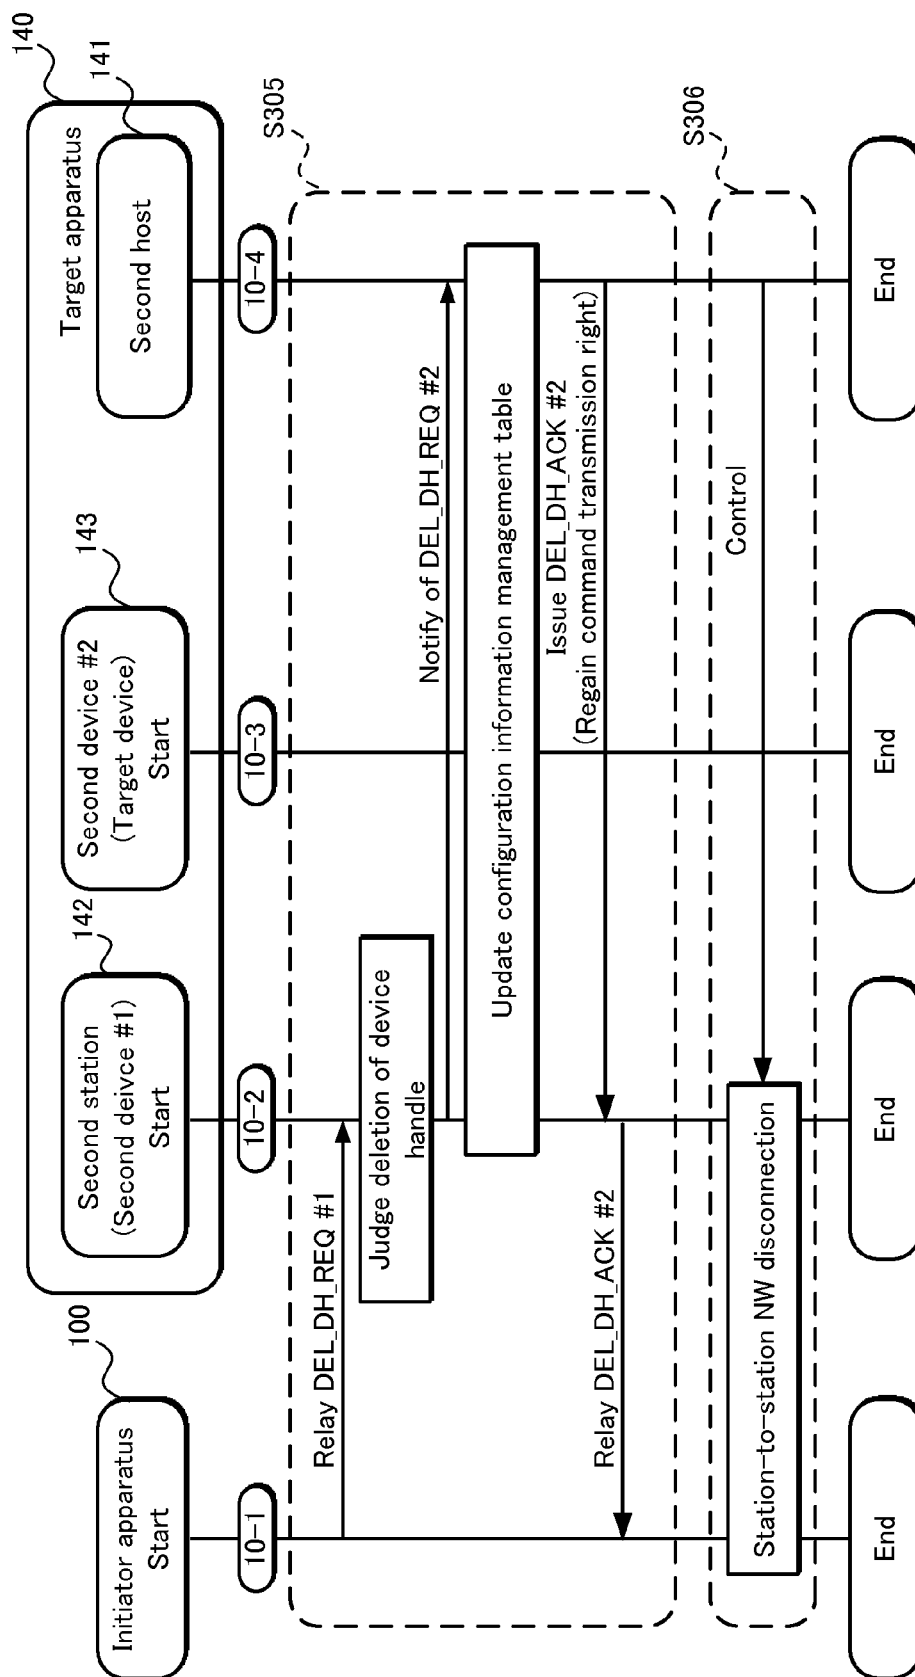 140
Target apparatus
100
142
143
141
Initiator apparatus
Start
Second station
(Second deivce #1)
Start
Second device #2
(Target device)
Start
Second host
10-1
10-2
10-3
10-4
S305
Relay DEL_DH_REQ #1
Judge deletion of device
handle
Notify of DEL_DH_REQ #2
Update configuration information management table
Issue DEL_DH_ACK #2
(Regain command transmission right)
Relay DEL_DH_ACK #2
S306
Control
Station-to-station NW disconnection
End
End
End
End